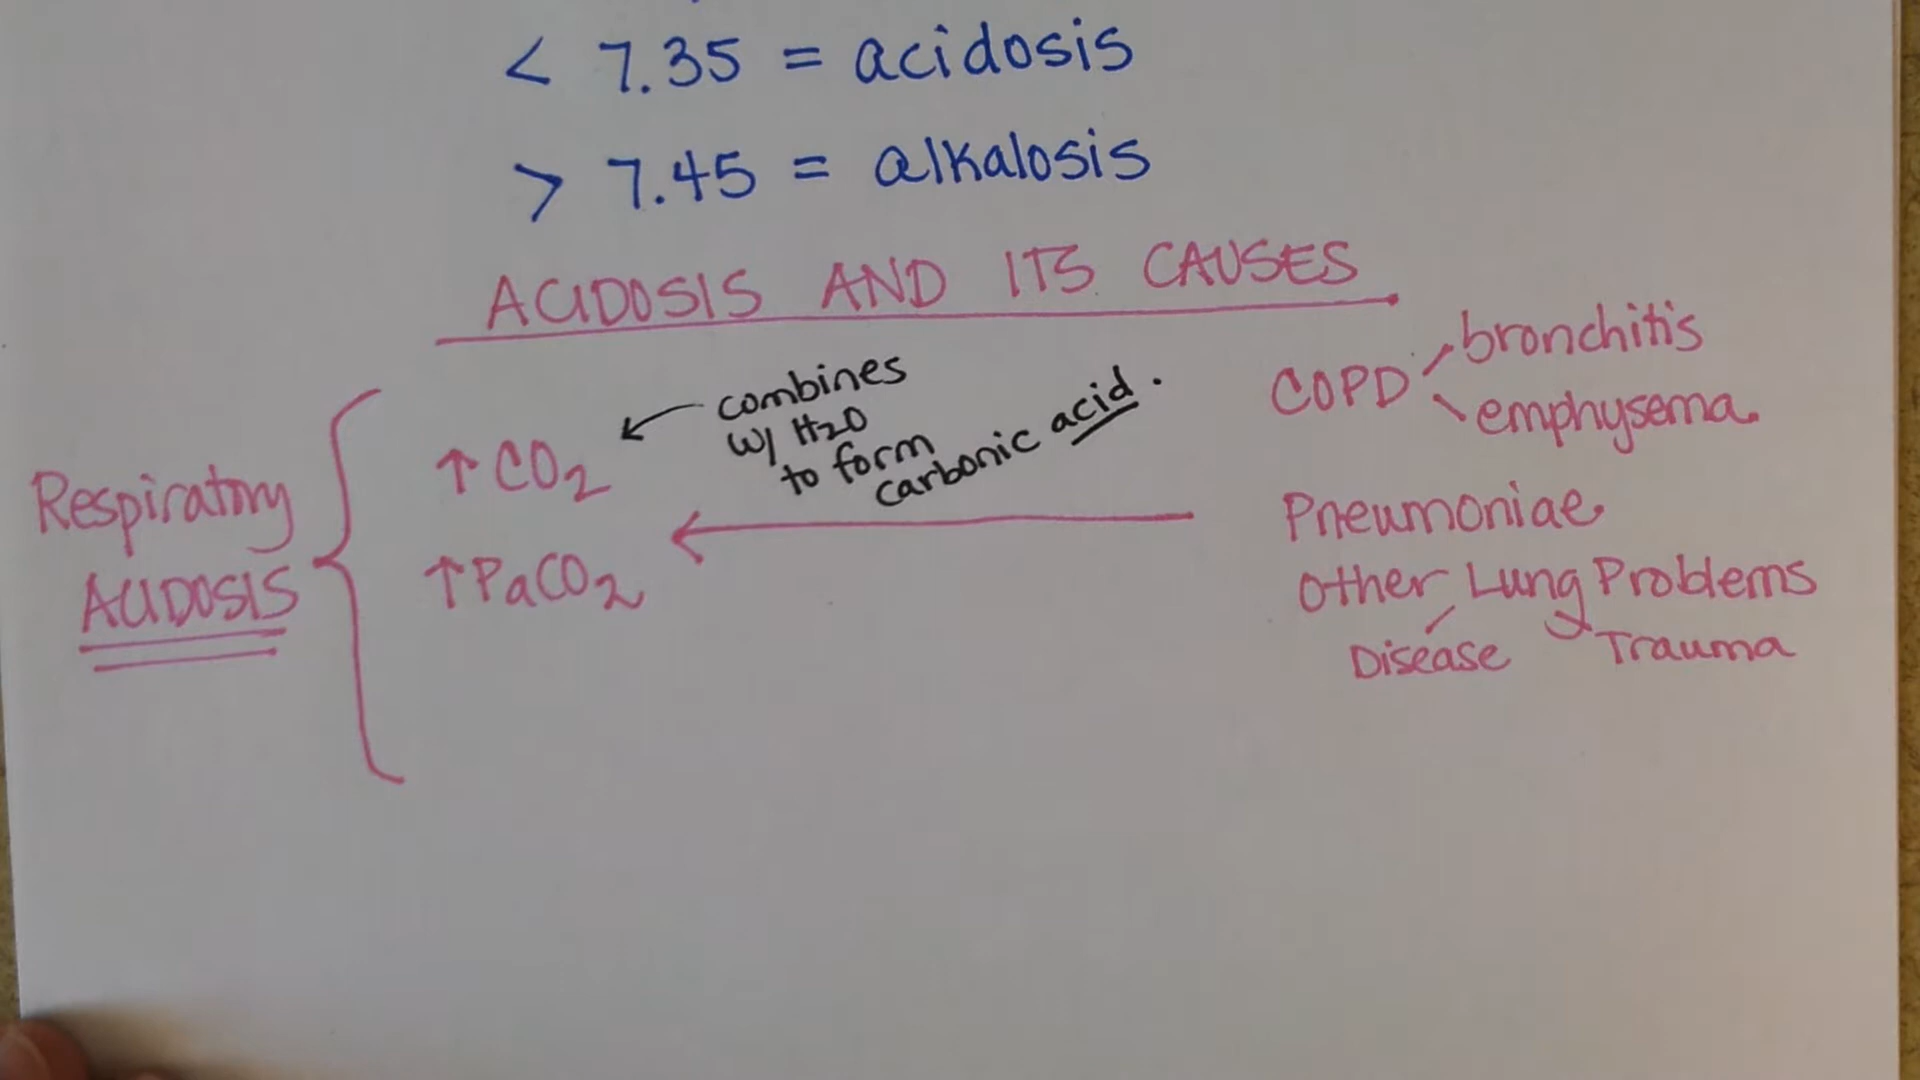 < 7.35 = acidosis
> 7.45 = alkalosis
ACIDOSIS AND ITS CAUSES
Respiratory
ACIDOSIS
↑ CO2
↑PaCO2
combines
w/ H2O
to form
carbonic acid.
COPD
bronchitis
emphysema
Pneumoniae
Other Lung Problems
Disease
Trauma